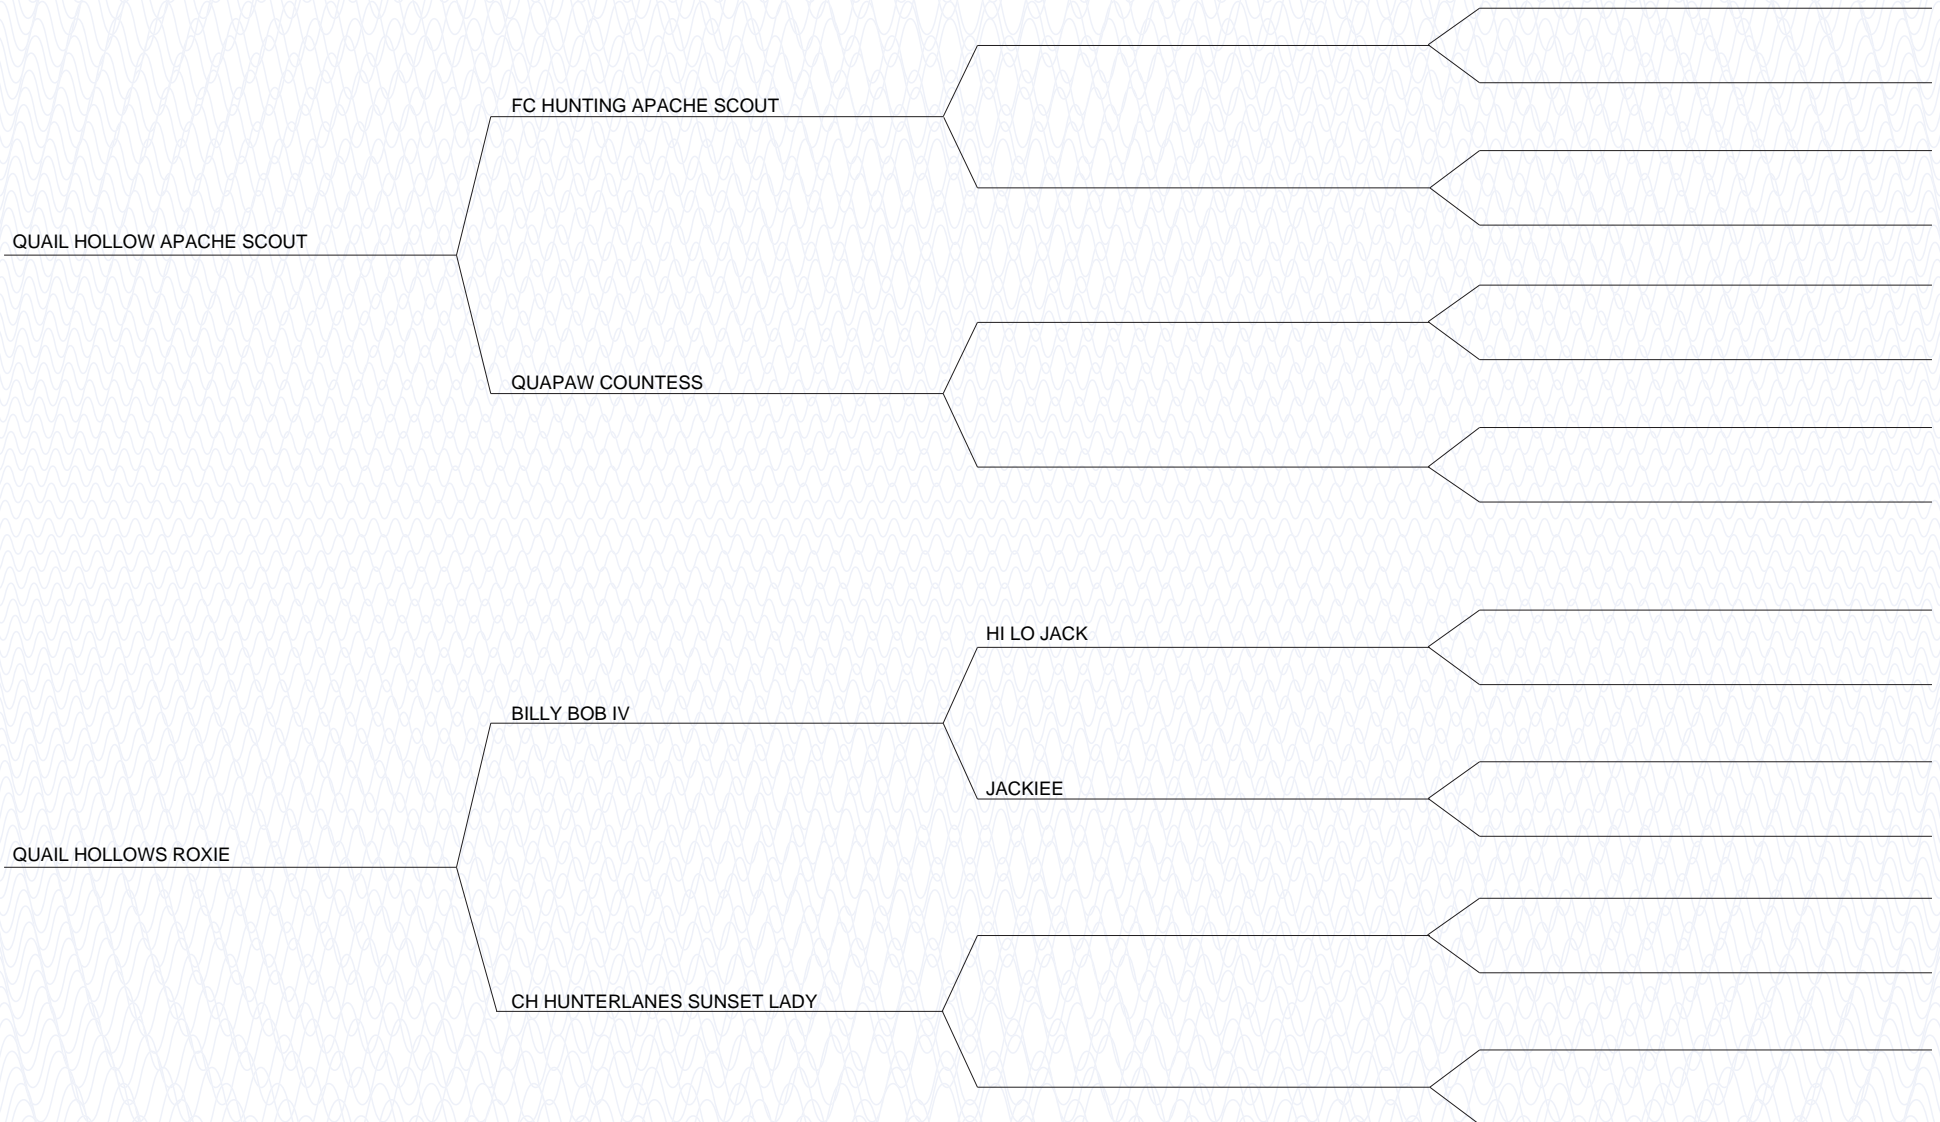 FC HUNTING APACHE SCOUT
QUAIL HOLLOW APACHE SCOUT
QUAPAW COUNTESS
HI LO JACK
BILLY BOB IV
JACKIEE
QUAIL HOLLOWS ROXIE
CH HUNTERLANES SUNSET LADY